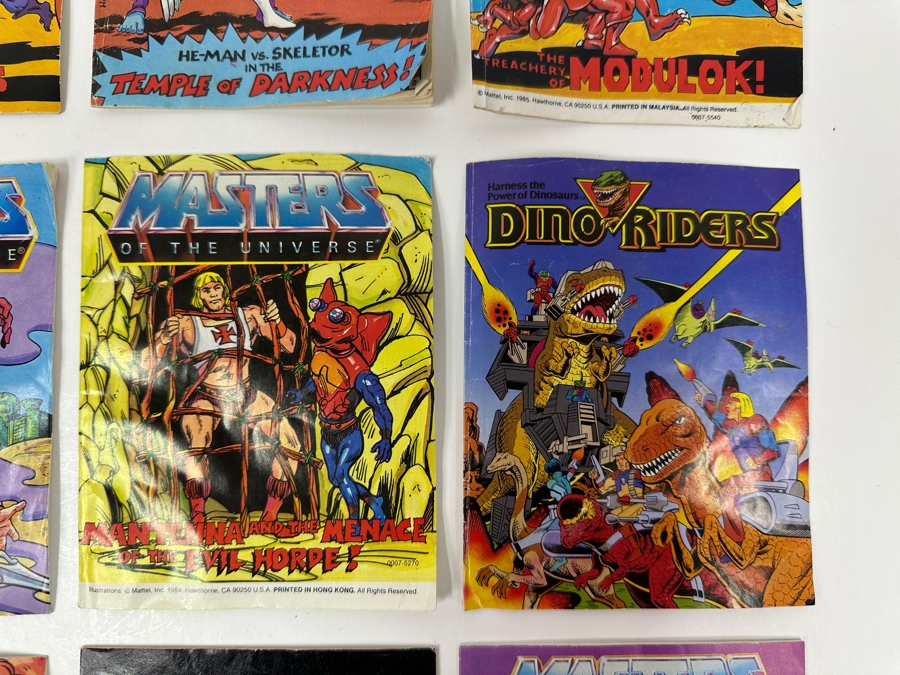 HE-MAN VS. SKELETOR
IN THE
TEMPLE OF DARKNESS!
THE
TREACHERY
OF MODULOK!
© Mattel, Inc. 1985. Hawthorne, CA 90250 U.S.A. PRINTED IN MALAYSIA. All Rights Reserved.
0007-5540
S
E®
MASTERS
OF THE UNIVERSE®
MANTENNA AND THE MENACE
OF THE EVIL HORDE!
0007-5270
Illustrations: © Mattel, Inc. 1984. Hawthorne, CA 90250 U.S.A. PRINTED IN HONG KONG. All Rights Reserved.
Harness the
Power of Dinosaurs
DINO RIDERS
MASTERS